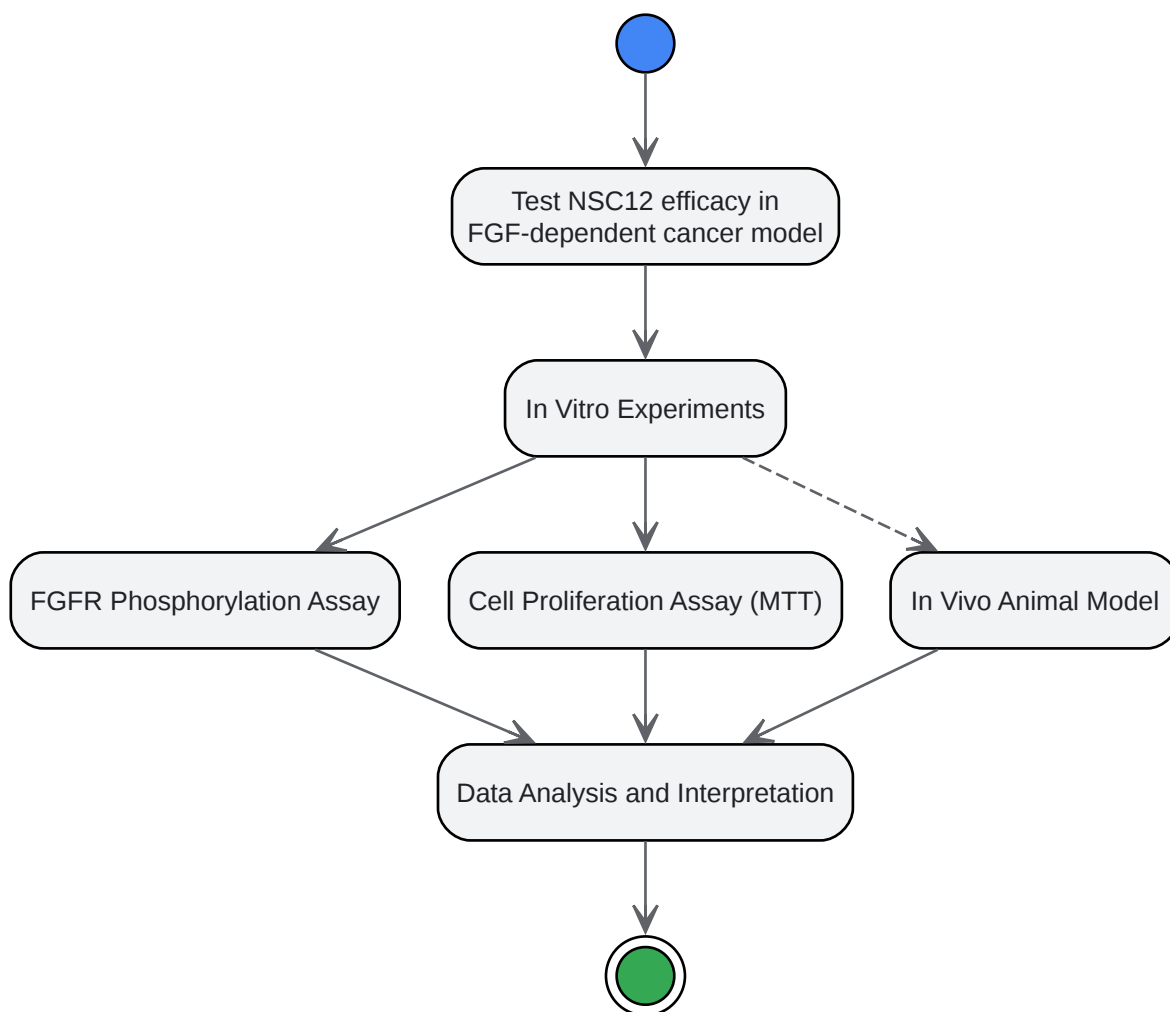 Test NSC12 efficacy in
FGF-dependent cancer model
In Vitro Experiments
FGFR Phosphorylation Assay
Cell Proliferation Assay (MTT)
In Vivo Animal Model
Data Analysis and Interpretation